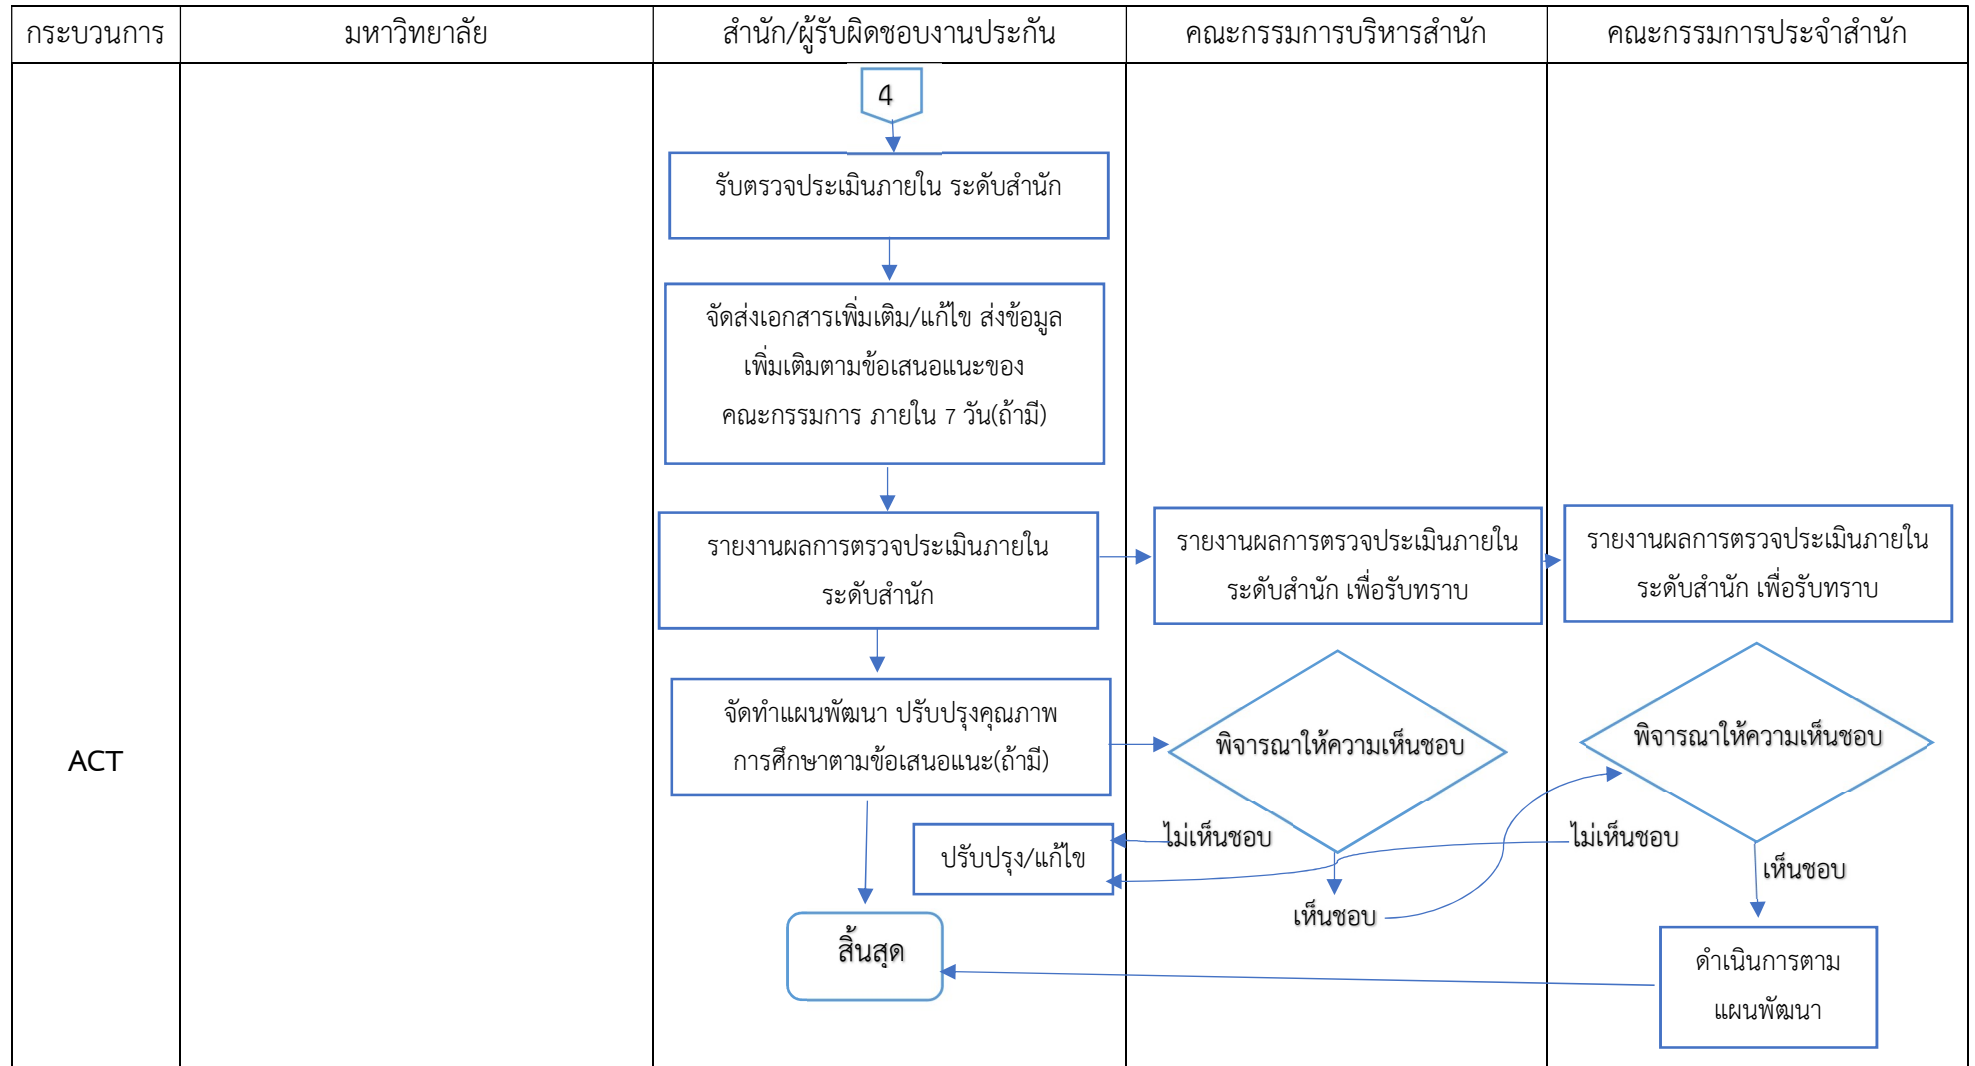 กระบวนการ
มหาวิทยาลัย
สำนัก/ผู้รับผิดชอบงานประกัน
คณะกรรมการบริหารสำนัก
คณะกรรมการประจำสำนัก
4
รับตรวจประเมินภายใน ระดับสำนัก
จัดส่งเอกสารเพิ่มเติม/แก้ไข ส่งข้อมูล
เพิ่มเติมตามข้อเสนอแนะของ
คณะกรรมการ ภายใน 7 วัน(ถ้ามี)
รายงานผลการตรวจประเมินภายใน
ระดับสำนัก
รายงานผลการตรวจประเมินภายใน
ระดับสำนัก เพื่อรับทราบ
รายงานผลการตรวจประเมินภายใน
ระดับสำนัก เพื่อรับทราบ
ACT
จัดทำแผนพัฒนา ปรับปรุงคุณภาพ
การศึกษาตามข้อเสนอแนะ(ถ้ามี)
พิจารณาให้ความเห็นชอบ
พิจารณาให้ความเห็นชอบ
ปรับปรุง/แก้ไข
ไม่เห็นชอบ
ไม่เห็นชอบ
เห็นชอบ
เห็นชอบ
สิ้นสุด
ดำเนินการตาม
แผนพัฒนา